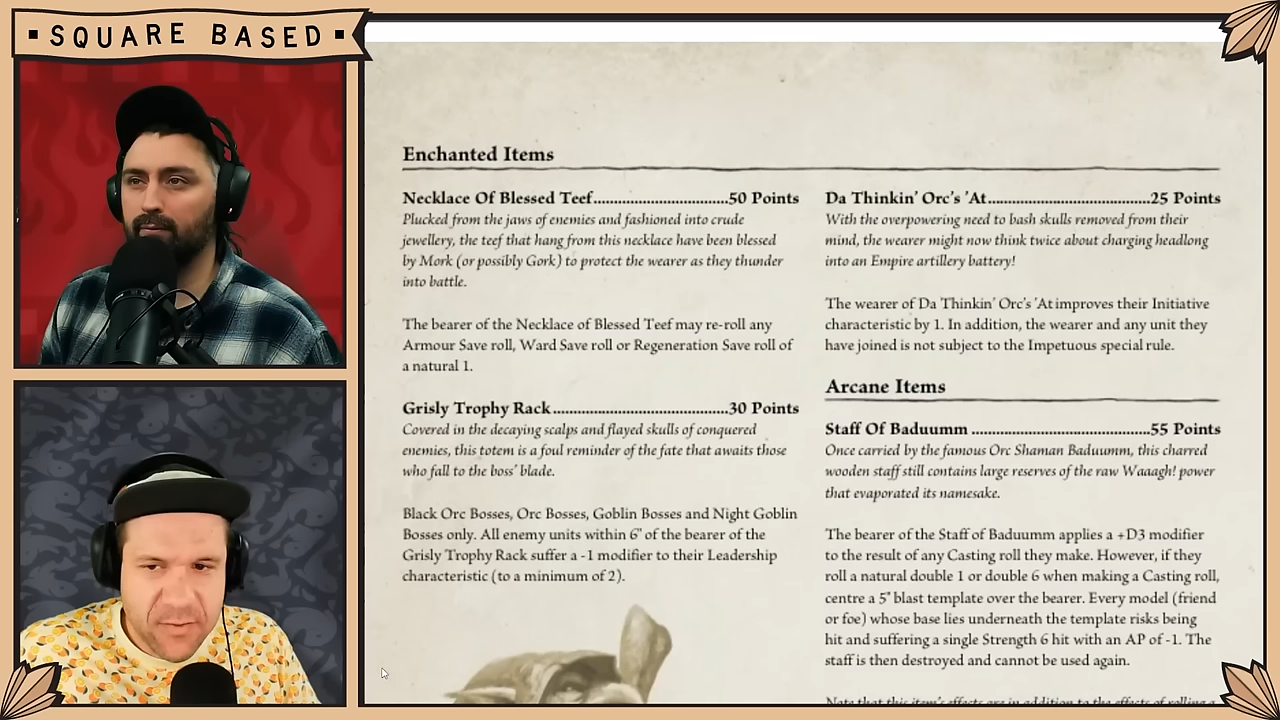 SQUARE BASED
Enchanted Items
Necklace Of Blessed Teef..............................50 Points
Plucked from the jaws of enemies and fashioned into crude
jewellery, the teef that hang from this necklace have been blessed
by Mork (or possibly Gork) to protect the wearer as they thunder
into battle.
The bearer of the Necklace of Blessed Teef may re-roll any
Armour Save roll, Ward Save roll or Regeneration Save roll of
a natural 1.
Grisly Trophy Rack.......................................30 Points
Covered in the decaying scalps and flayed skulls of conquered
enemies, this totem is a foul reminder of the fate that awaits those
who fall to the boss' blade.
Black Orc Bosses, Orc Bosses, Goblin Bosses and Night Goblin
Bosses only. All enemy units within 6" of the bearer of the
Grisly Trophy Rack suffer a -1 modifier to their Leadership
characteristic (to a minimum of 2).
Da Thinkin' Orc's 'At....................................25 Points
With the overpowering need to bash skulls removed from their
mind, the wearer might now think twice about charging headlong
into an Empire artillery battery!
The wearer of Da Thinkin' Orc's 'At improves their Initiative
characteristic by 1. In addition, the wearer and any unit they
have joined is not subject to the Impetuous special rule.
Arcane Items
Staff Of Baduumm ........................................55 Points
Once carried by the famous Orc Shaman Baduumm, this charred
wooden staff still contains large reserves of the raw Waaagh! power
that evaporated its namesake.
The bearer of the Staff of Baduumm applies a +D3 modifier
to the result of any Casting roll they make. However, if they
roll a natural double 1 or double 6 when making a Casting roll,
centre a 5" blast template over the bearer. Every model (friend
or foe) whose base lies underneath the template risks being
hit and suffering a single Strength 6 hit with an AP of -1. The
staff is then destroyed and cannot be used again.
Note that this item's effects are in addition to the effects of rolling a